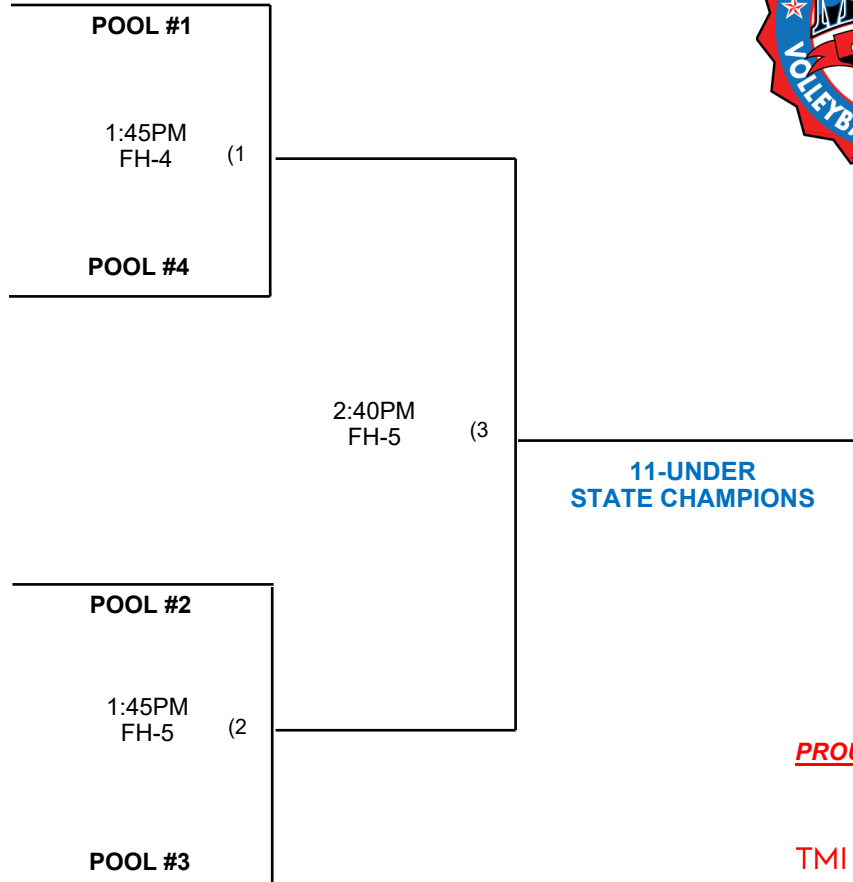 POOL #1
1:45PM
FH-4 (1
POOL #4
2:40PM
FH-5 (3
11-UNDER
STATE CHAMPIONS
POOL #2
1:45PM
FH-5 (2
POOL #3
TMI